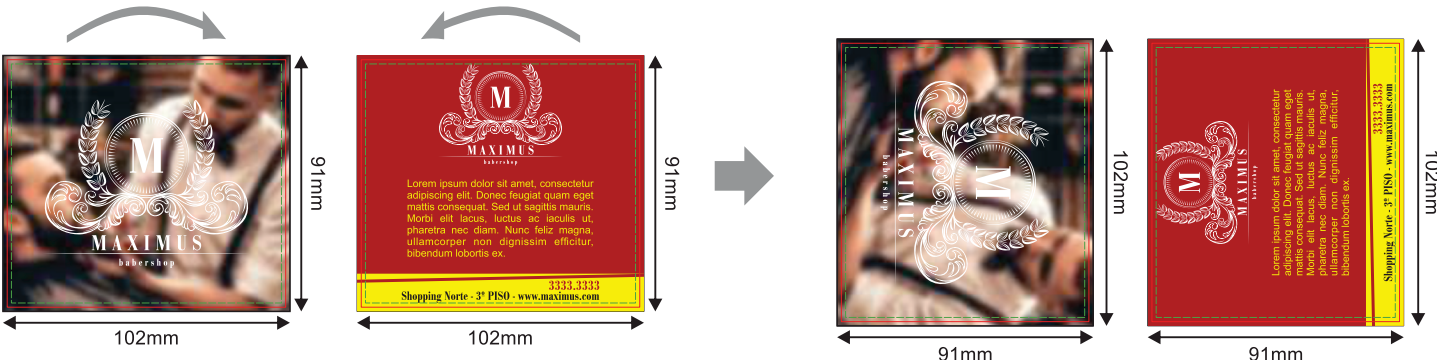 M
MAXIMUS
babershop
91mm
102mm
M
MAXIMUS
babershop
Lorem ipsum dolor sit amet, consectetur
adipiscing elit. Donec feugiat quam eget
mattis consequat. Sed ut sagittis mauris.
Morbi elit lacus, luctus ac iaculis ut,
pharetra nec diam. Nunc feliz magna,
ullamcorper non dignissim efficitur,
bibendum lobortis ex.
3333.3333
Shopping Norte - 3º PISO - www.maximus.com
91mm
102mm
M
MAXIMUS
babershop
102mm
91mm
M
MAXIMUS
babershop
Lorem ipsum dolor sit amet, consectetur
adipiscing elit. Donec feugiat quam eget
mattis consequat. Sed ut sagittis mauris.
Morbi elit lacus, luctus ac iaculis ut,
pharetra nec diam. Nunc feliz magna,
ullamcorper non dignissim efficitur,
bibendum lobortis ex.
3333.3333
Shopping Norte - 3º PISO - www.maximus.com
102mm
91mm